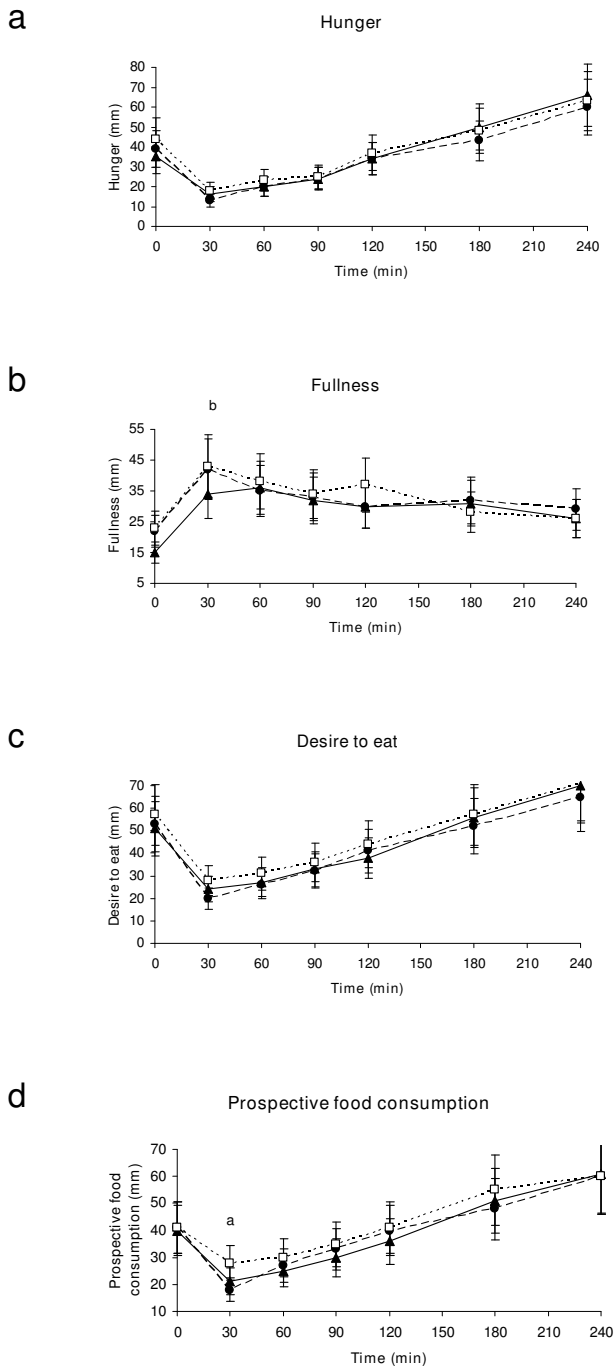 a
Hunger
80
70
60
50
40
30
20
10
0
Hunger (mm)
0 30 60 90 120 150 180 210 240
Time (min)
b
Fullness
b
55
45
35
25
15
5
Fullness (mm)
0 30 60 90 120 150 180 210 240
Time (min)
c
Desire to eat
70
60
50
40
30
20
10
0
Desire to eat (mm)
0 30 60 90 120 150 180 210 240
Time (min)
d
Prospective food consumption
70
60
50
40
30
20
10
Prospective food
consumption (mm)
a
0 30 60 90 120 150 180 210 240
Time (min)